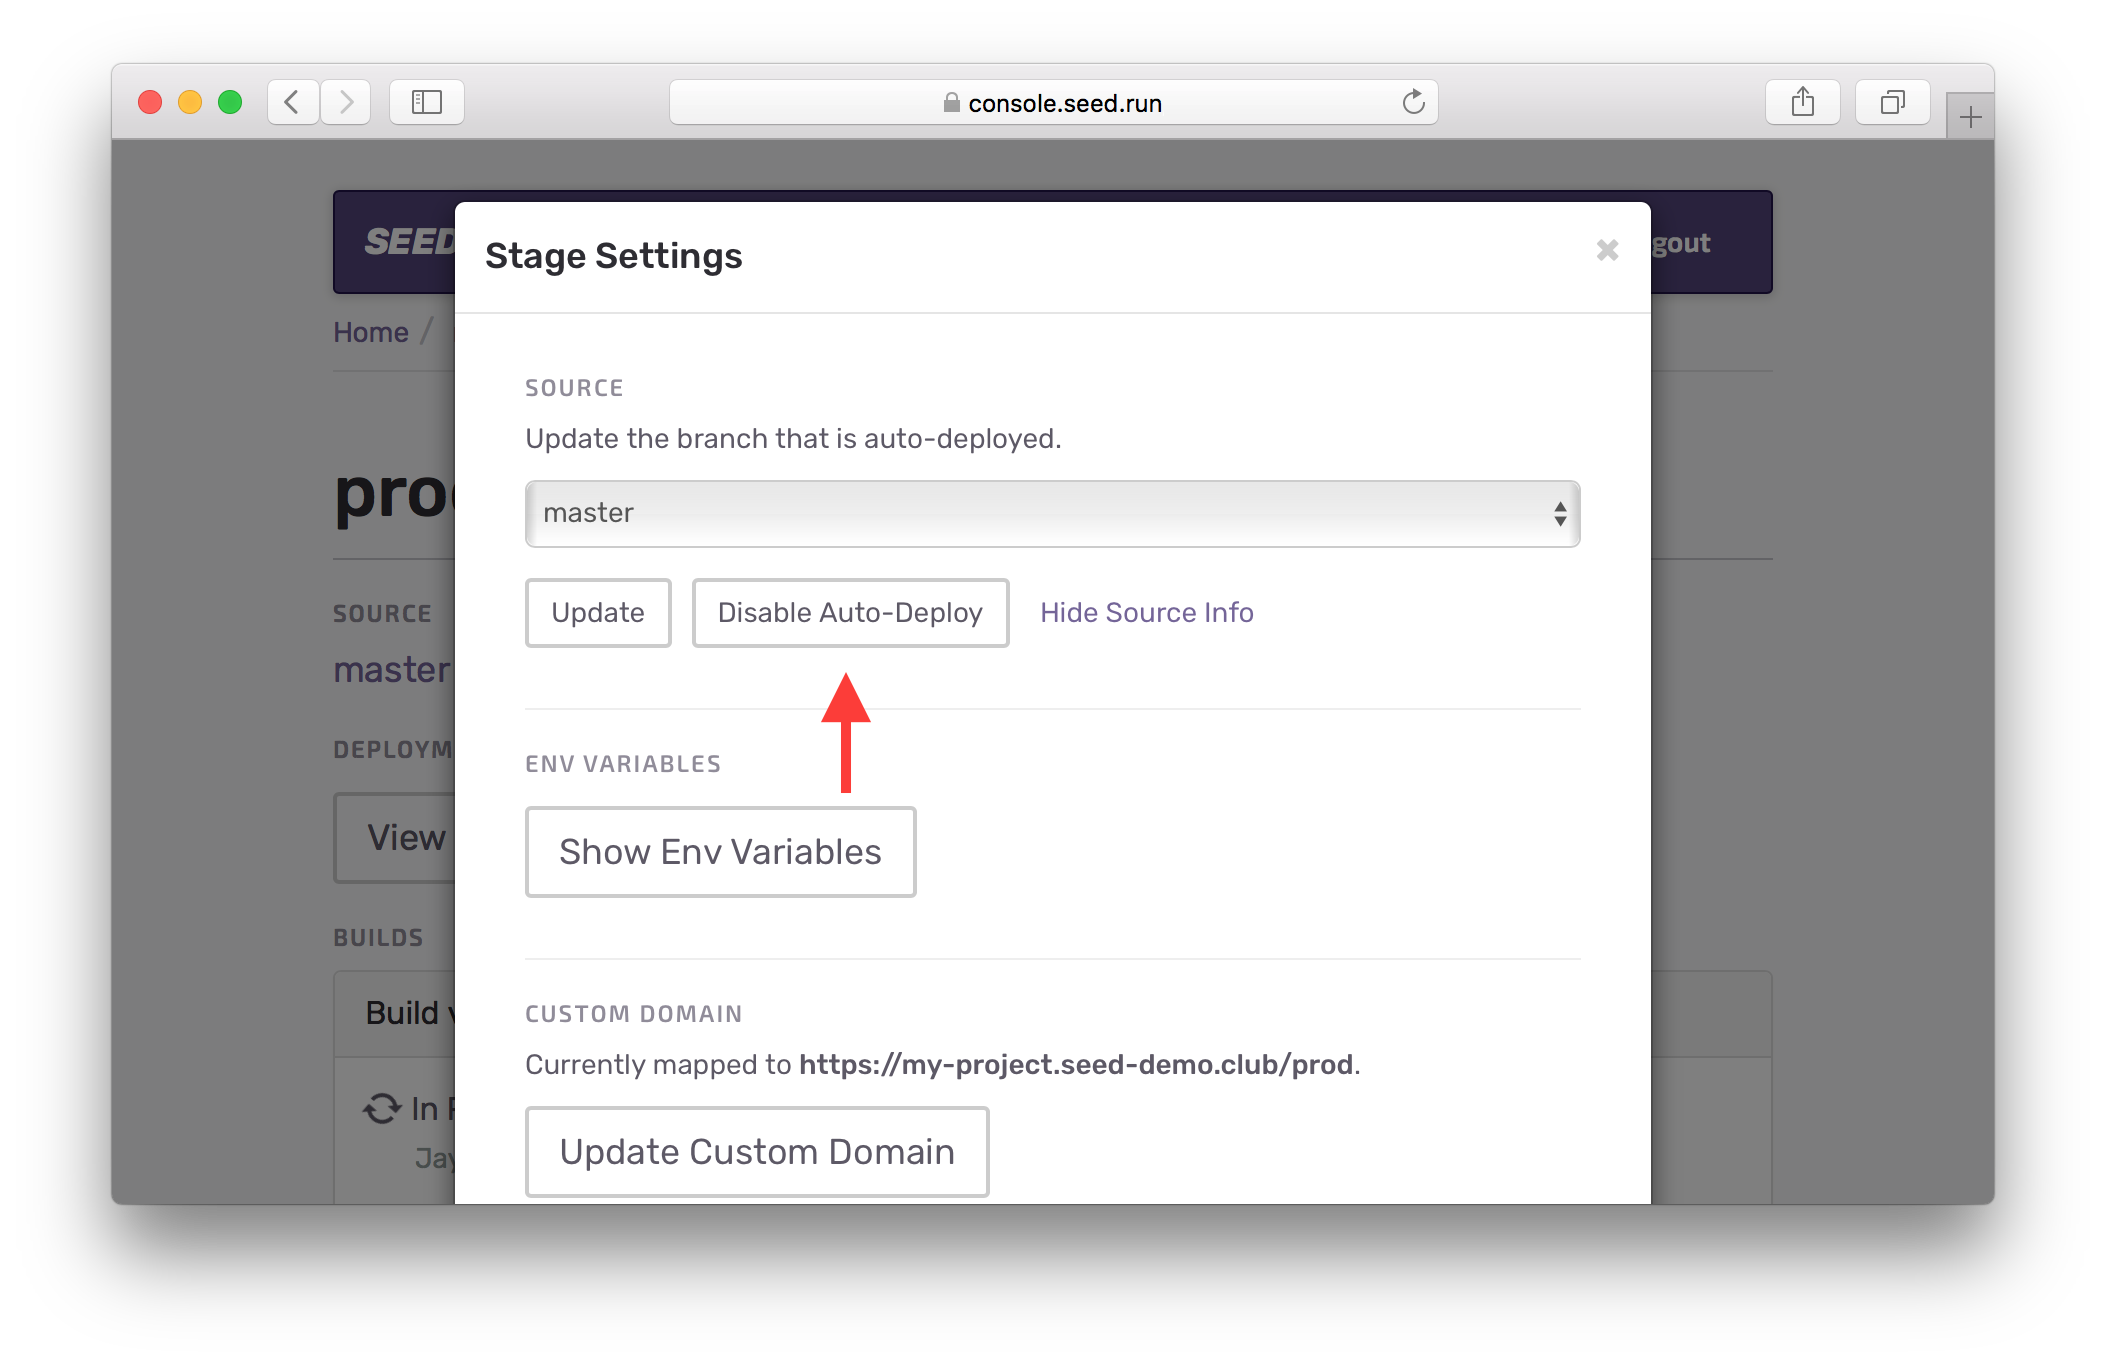 console.seed.run
SEED
Stage Settings
gout
Home /
SOURCE
Update the branch that is auto-deployed.
master
Update
Disable Auto-Deploy
Hide Source Info
SOURCE
master
DEPLOYM
ENV VARIABLES
View
Show Env Variables
BUILDS
Build
CUSTOM DOMAIN
Currently mapped to https://my-project.seed-demo.club/prod.
In
Jay
Update Custom Domain